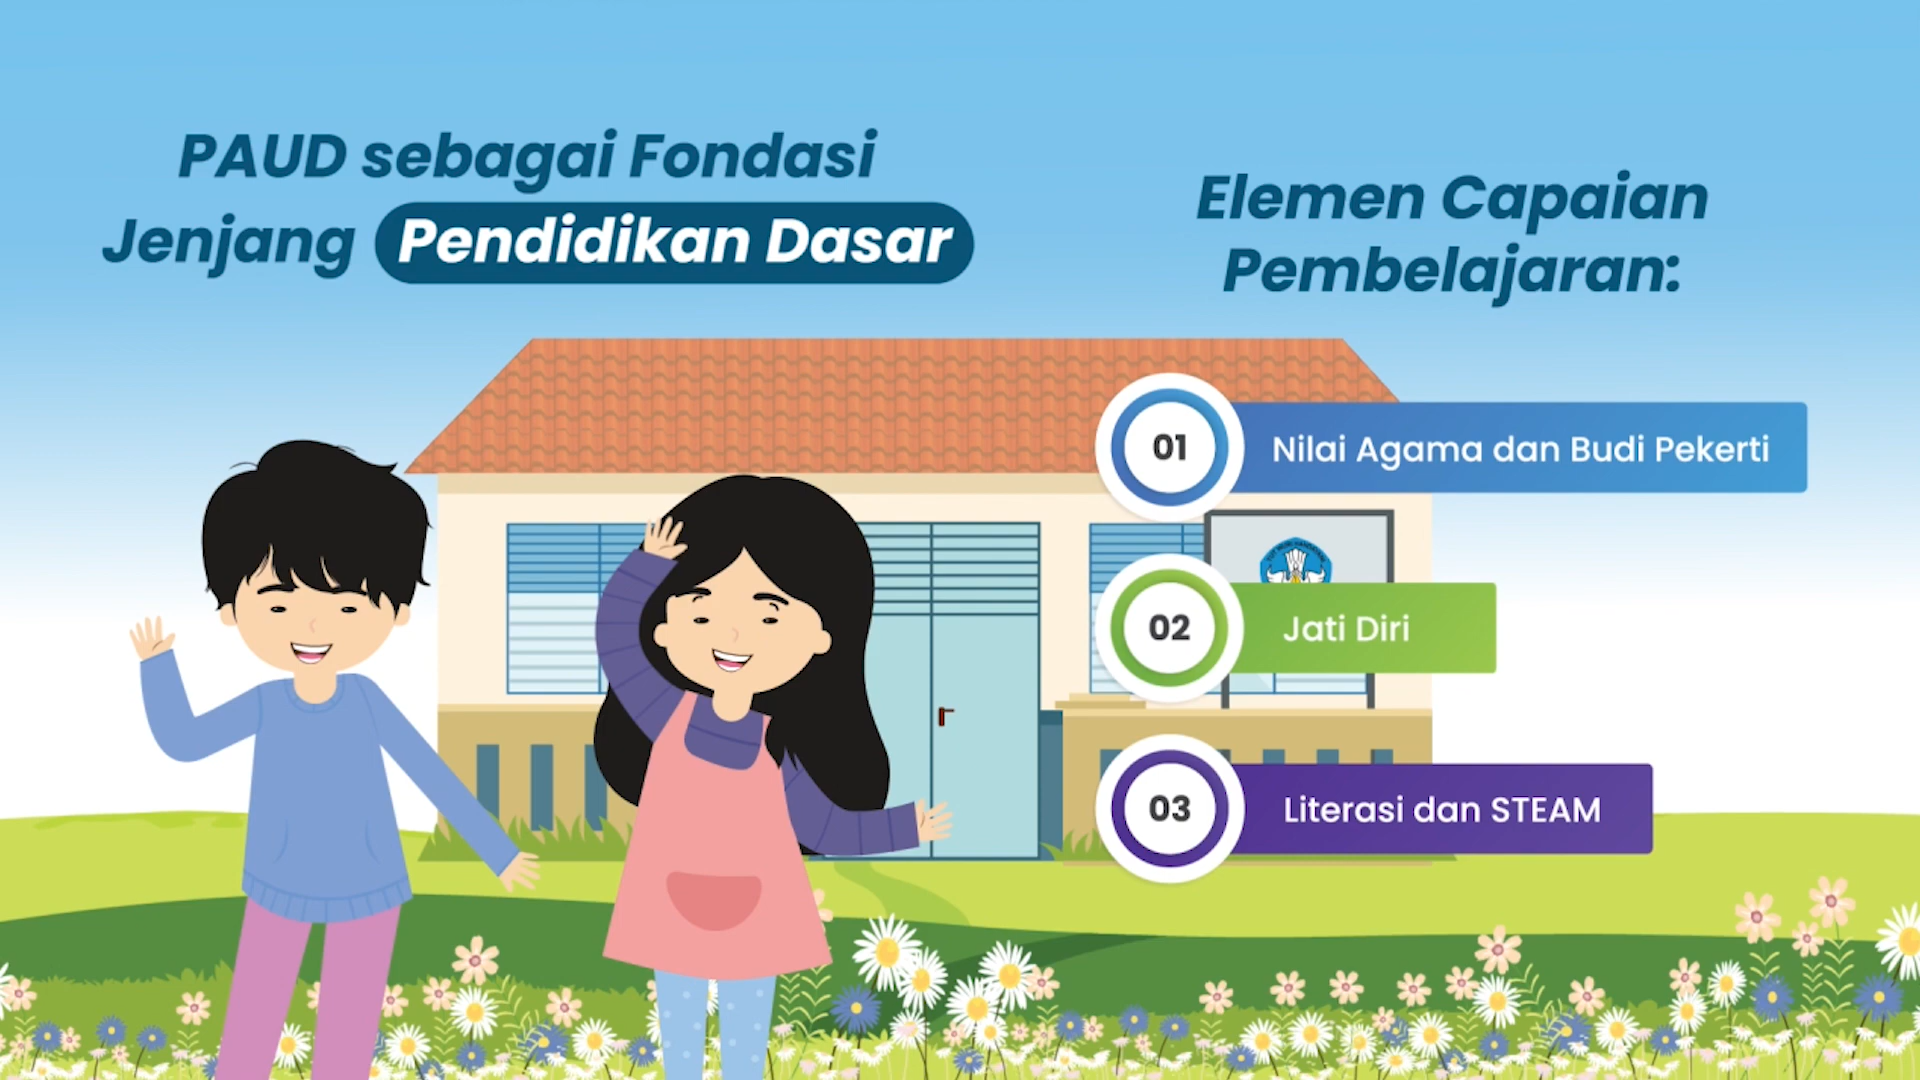 PAUD sebagai Fondasi
Jenjang Pendidikan Dasar
Elemen Capaian
Pembelajaran:
01 Nilai Agama dan Budi Pekerti
02 Jati Diri
03 Literasi dan STEAM